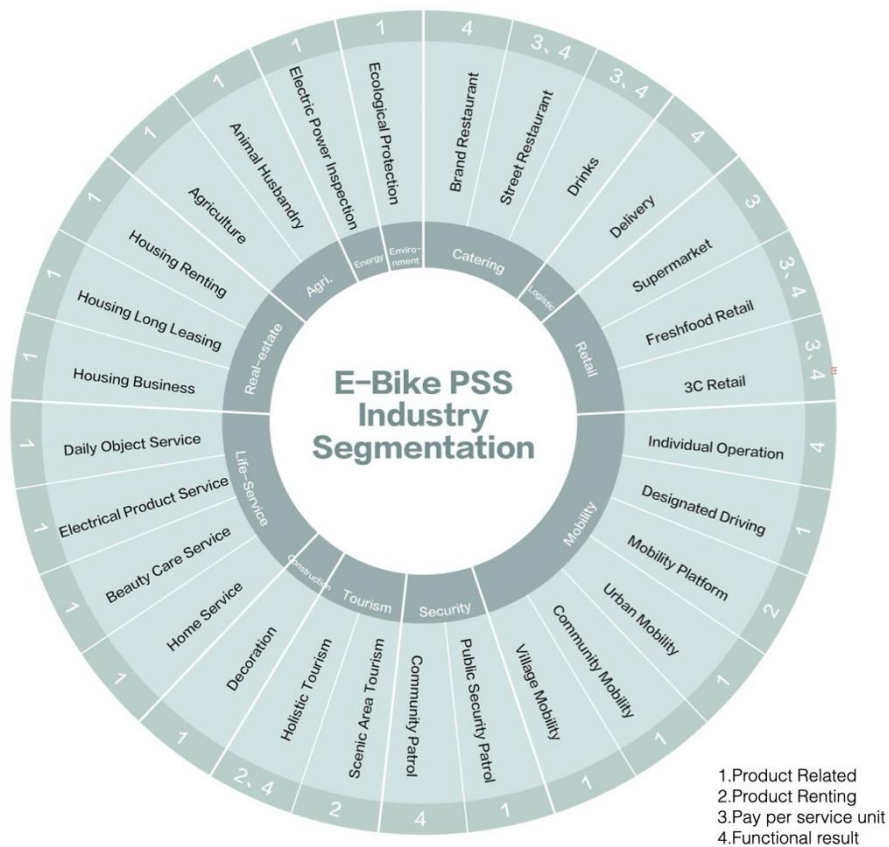 E-Bike PSS
Industry
Segmentation
Catering
4
Brand Restaurant
3、4
Street Restaurant
3、4
Drinks
Logistic
4
Delivery
Retail
3
Supermarket
3、4
Freshfood Retail
3、4
3C Retail
Mobility
4
Individual Operation
1
Designated Driving
2
Mobility Platform
1
Urban Mobility
1
Community Mobility
1
Village Mobility
Security
1
Public Security Patrol
4
Community Patrol
Tourism
2
Scenic Area Tourism
2、4
Holistic Tourism
Construction
1
Decoration
Life-Service
1
Home Service
1
Beauty Care Service
1
Electrical Product Service
1
Daily Object Service
Real-estate
1
Housing Business
1
Housing Long Leasing
1
Housing Renting
Agri.
1
Agriculture
1
Animal Husbandry
Energy
1
Electric Power Inspection
Enviro-
nment
1
Ecological Protection
1.Product Related
2.Product Renting
3.Pay per service unit
4.Functional result